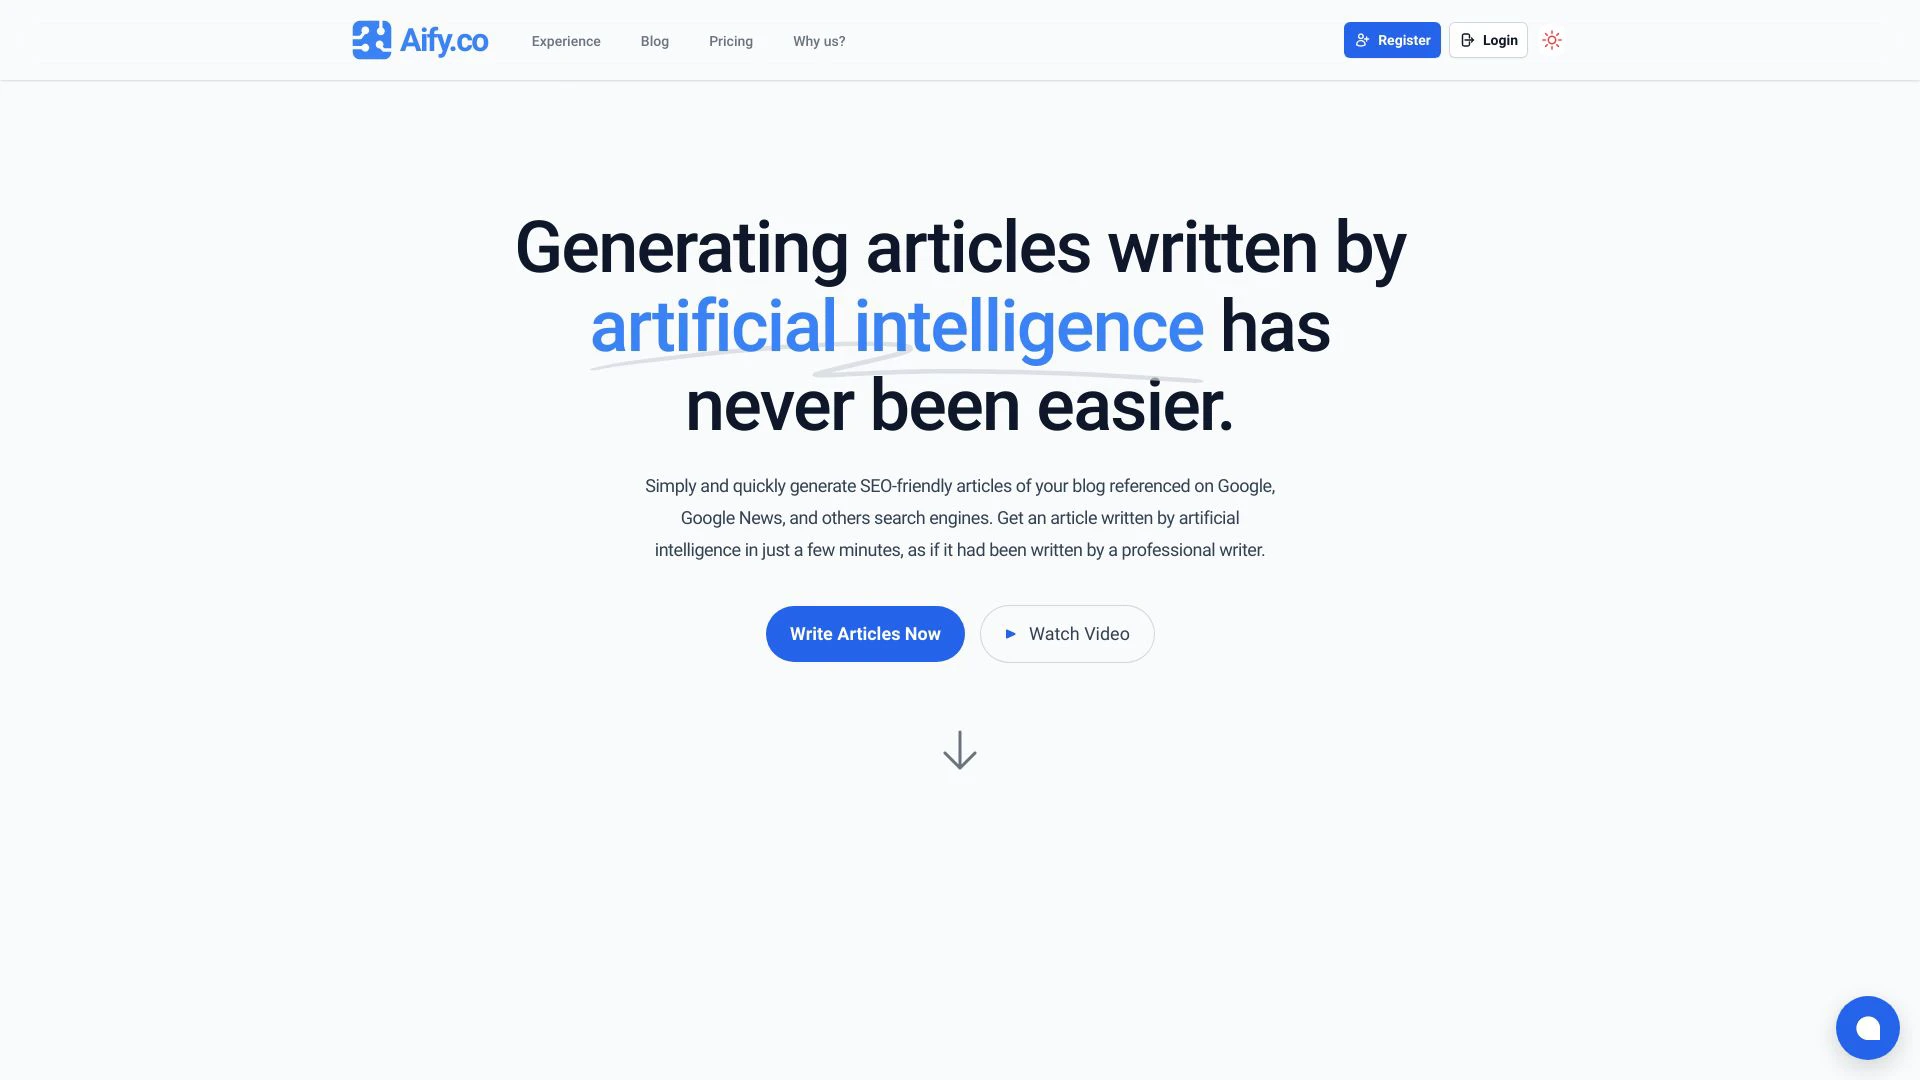 Aify.co
Experience
Blog
Pricing
Why us?
Register
Login
Generating articles written by
artificial intelligence has
never been easier.
Simply and quickly generate SEO-friendly articles of your blog referenced on Google,
Google News, and others search engines. Get an article written by artificial
intelligence in just a few minutes, as if it had been written by a professional writer.
Write Articles Now
Watch Video